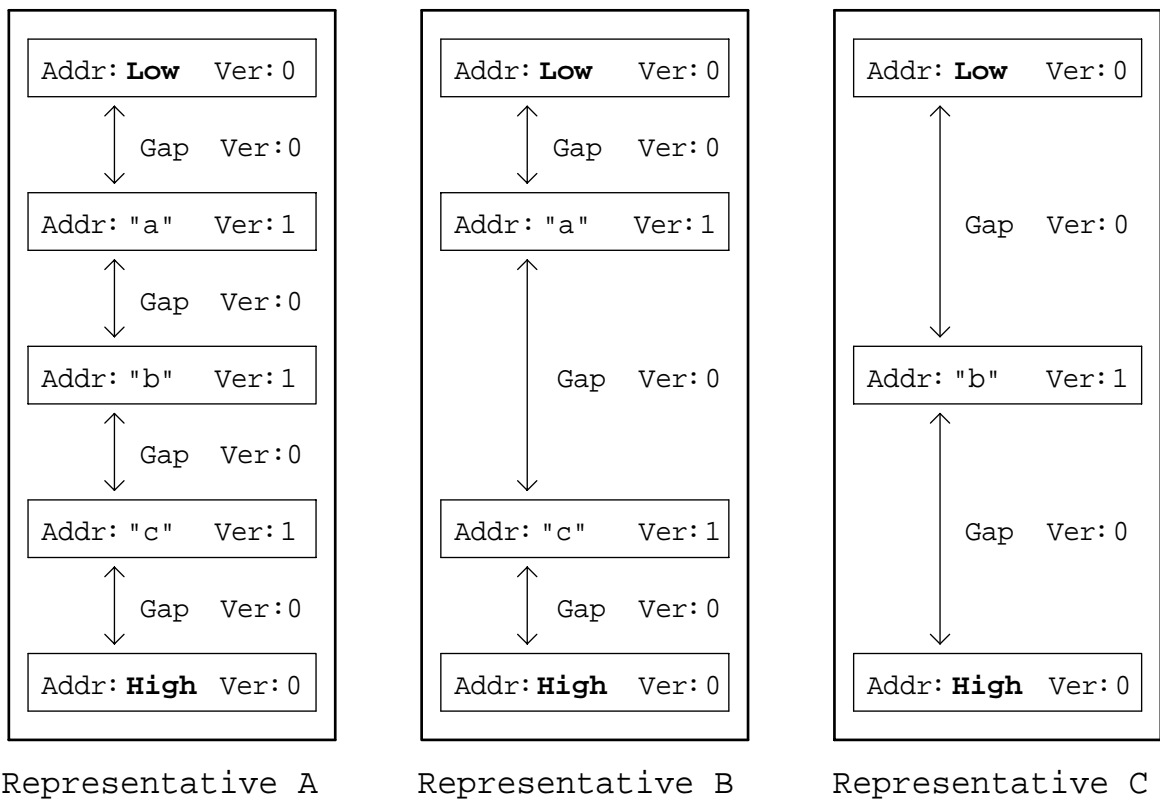 Addr: Low Ver: 0
Gap Ver: 0
Addr: "a" Ver: 1
Gap Ver: 0
Addr: "b" Ver: 1
Gap Ver: 0
Addr: "c" Ver: 1
Gap Ver: 0
Addr: High Ver: 0
Representative A
Addr: Low Ver: 0
Gap Ver: 0
Addr: "a" Ver: 1
Gap Ver: 0
Addr: "c" Ver: 1
Gap Ver: 0
Addr: High Ver: 0
Representative B
Addr: Low Ver: 0
Gap Ver: 0
Addr: "b" Ver: 1
Gap Ver: 0
Addr: High Ver: 0
Representative C